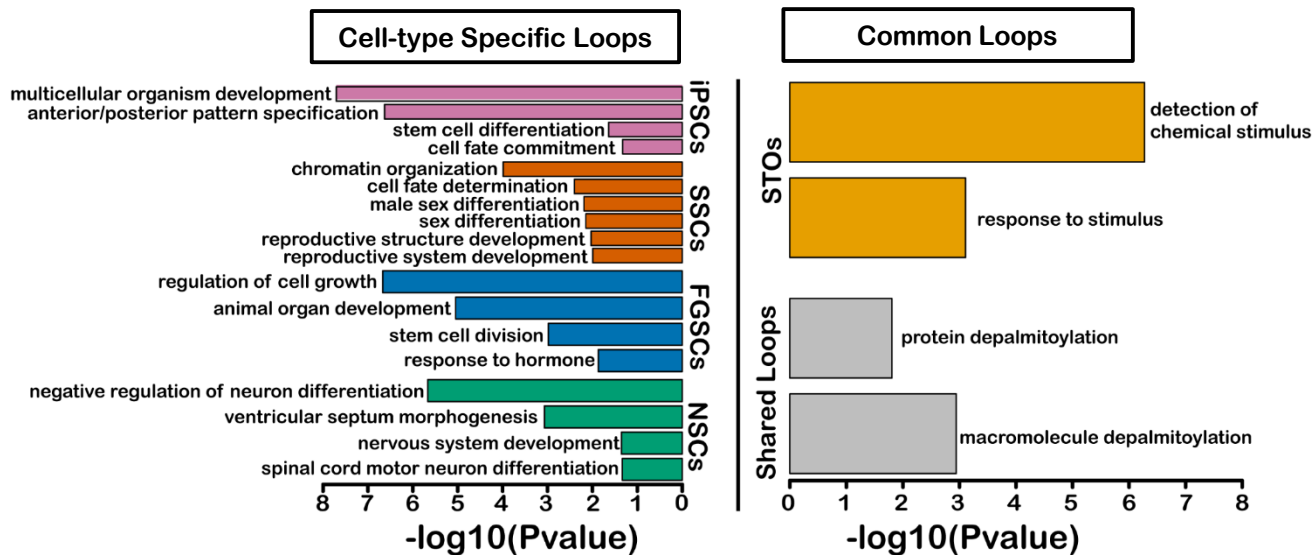 Cell-type Specific Loops
multicellular organism development
anterior/posterior pattern specification
stem cell differentiation
cell fate commitment
iPSCs
chromatin organization
cell fate determination
male sex differentiation
sex differentiation
reproductive structure development
reproductive system development
SSCs
regulation of cell growth
animal organ development
stem cell division
response to hormone
FGSCs
negative regulation of neuron differentiation
ventricular septum morphogenesis
nervous system development
spinal cord motor neuron differentiation
NSCs
8 7 6 5 4 3 2 1 0
-log10(Pvalue)
Common Loops
STOs
detection of
chemical stimulus
response to stimulus
Shared Loops
protein depalmitoylation
macromolecule depalmitoylation
0 1 2 3 4 5 6 7 8
-log10(Pvalue)